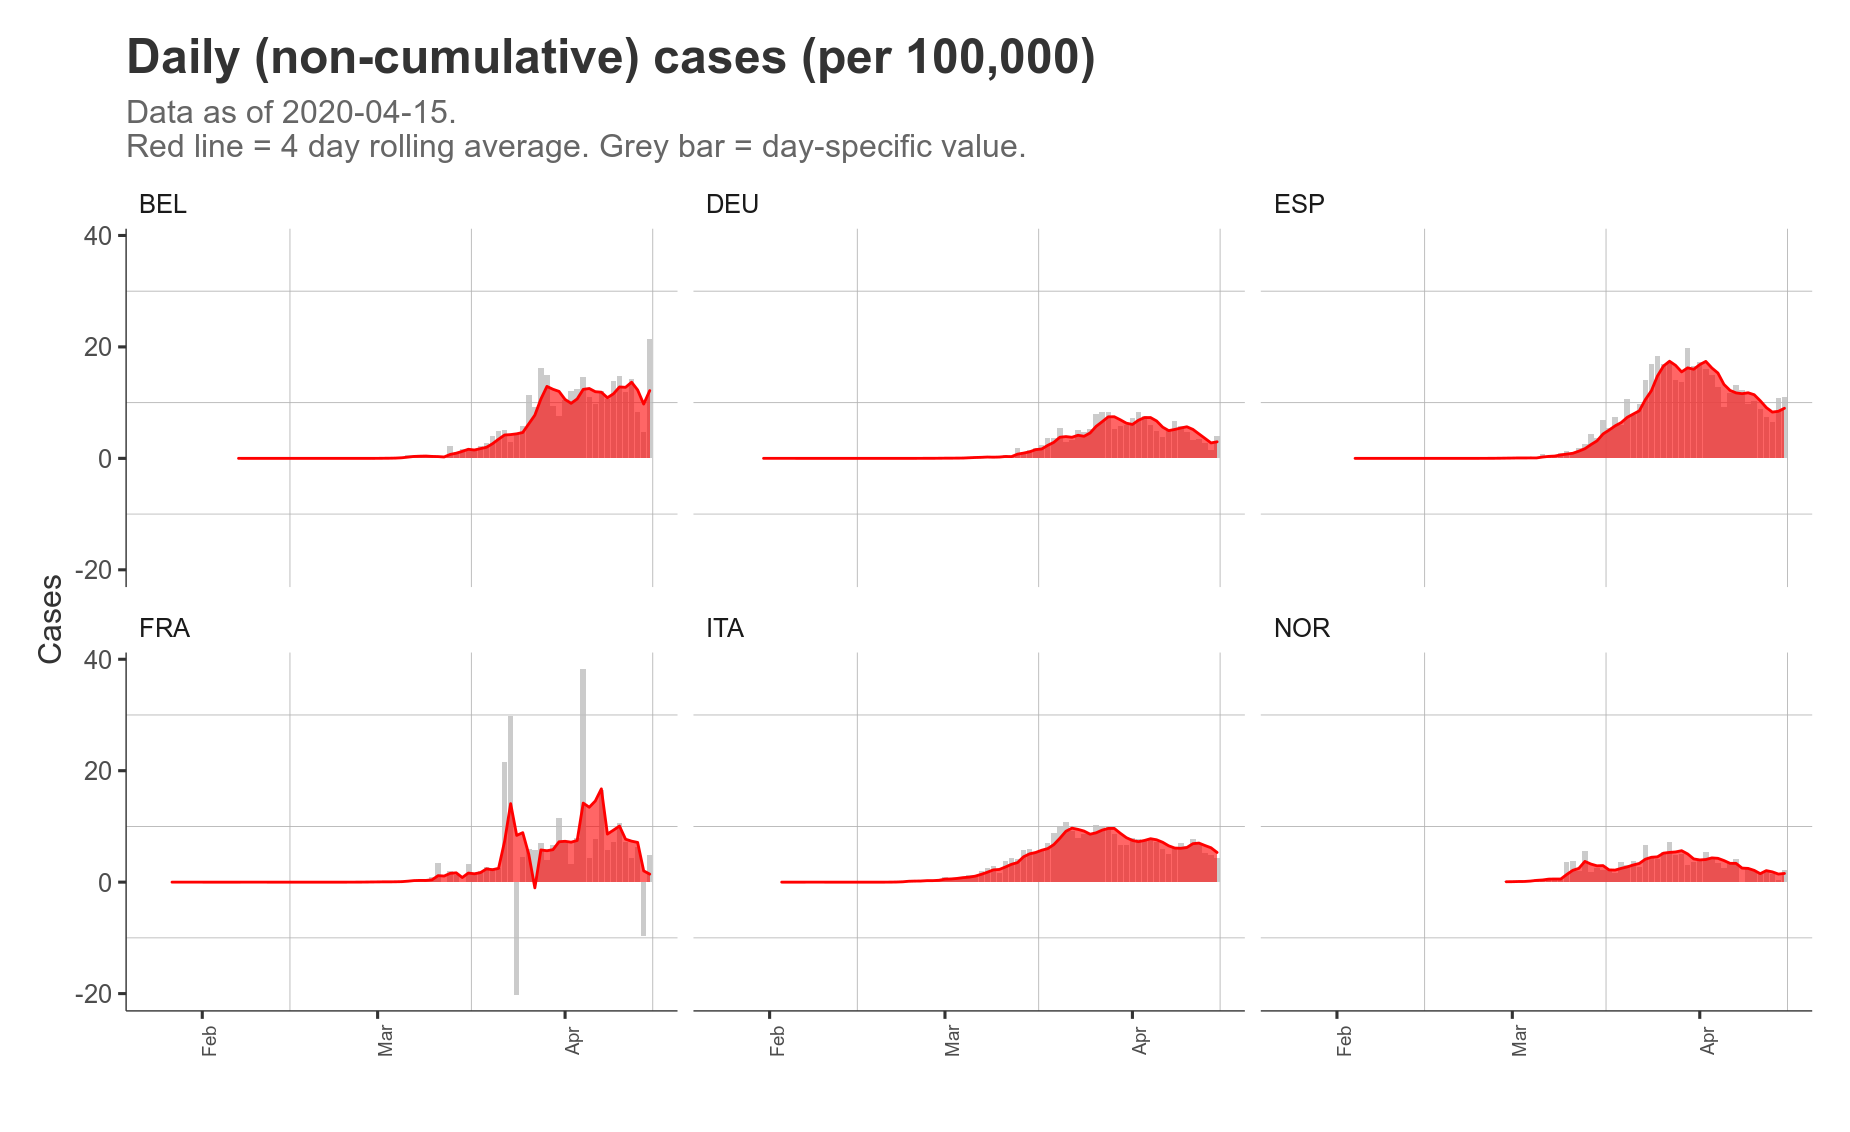 Daily (non-cumulative) cases (per 100,000)
Data as of 2020-04-15.
Red line = 4 day rolling average. Grey bar = day-specific value.
BEL
DEU
ESP
40
20
0
-20
Cases
FRA
ITA
NOR
40
20
0
-20
Feb
Mar
Apr
Feb
Mar
Apr
Feb
Mar
Apr